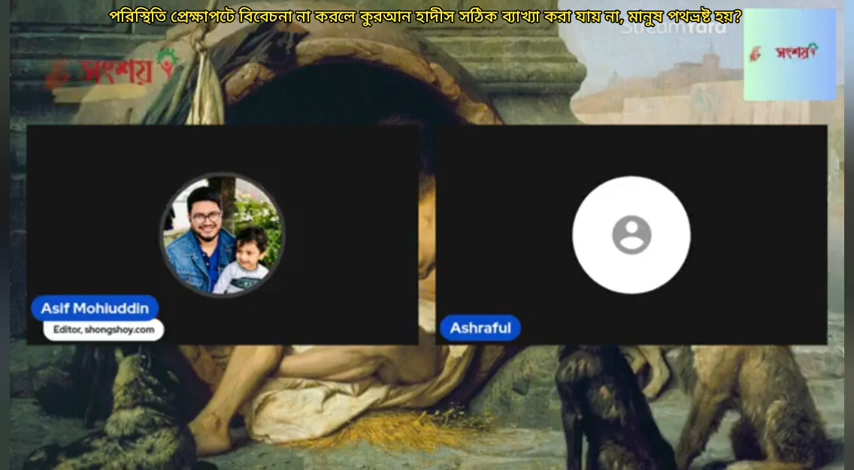 পরিস্থিতি প্রেক্ষাপটে বিবেচনা না করলে কুরআন হাদীস সঠিক ব্যাখ্যা করা যায় না, মানুষ পথভ্রষ্ট হয়?
StreamYard
সংশয়
সংশয়
Asif Mohiuddin
Editor, shongshoy.com
Ashraful